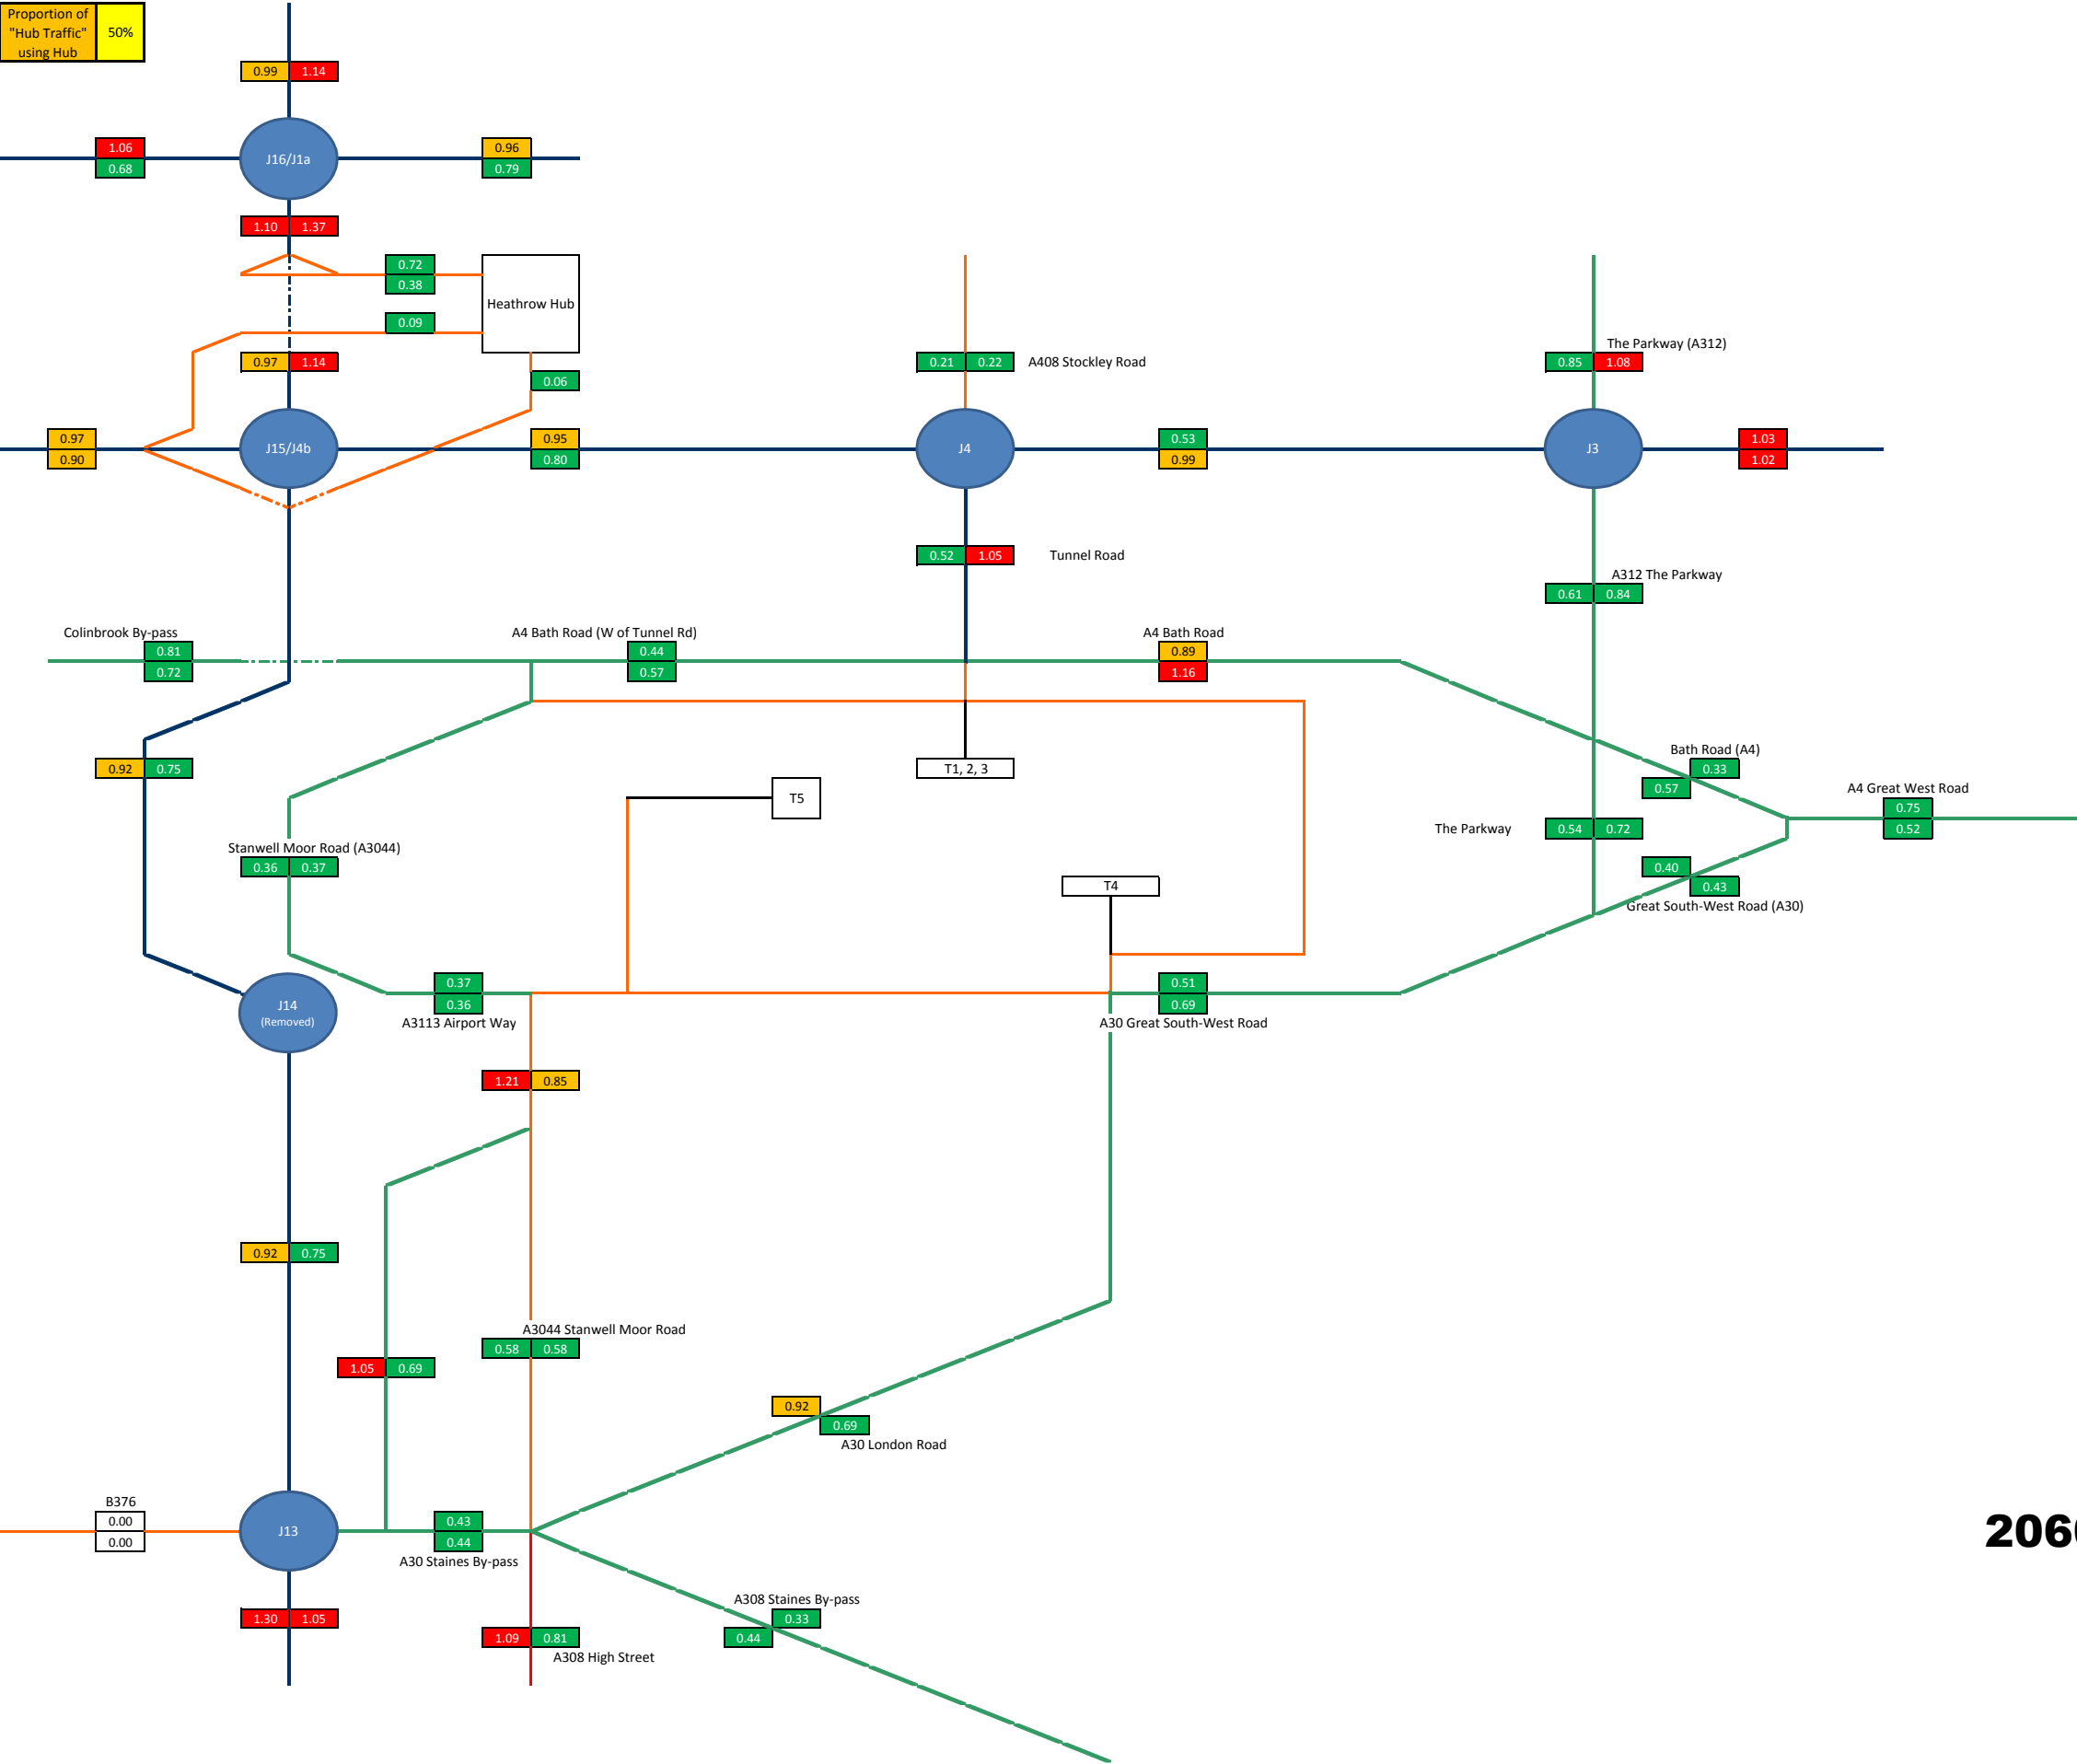 Proportion of
"Hub Traffic"
using Hub
50%
0.99 1.14
1.06
0.68
J16/J1a
0.96
0.79
1.10 1.37
0.72
0.38
Heathrow Hub
0.09
0.97 1.14
0.06
0.21 0.22 A408 Stockley Road
The Parkway (A312)
0.85 1.08
0.97
0.90
J15/J4b
0.95
0.80
J4
0.53
0.99
J3
1.03
1.02
0.52 1.05 Tunnel Road
A312 The Parkway
0.61 0.84
Colinbrook By-pass
0.81
0.72
A4 Bath Road (W of Tunnel Rd)
0.44
0.57
A4 Bath Road
0.89
1.16
0.92 0.75
T1, 2, 3
T5
Bath Road (A4)
0.33
0.57
A4 Great West Road
0.75
0.52
The Parkway
0.54 0.72
Stanwell Moor Road (A3044)
0.36 0.37
T4
0.40
0.43
Great South-West Road (A30)
J14
(Removed)
0.37
0.36
A3113 Airport Way
0.51
0.69
A30 Great South-West Road
1.21 0.85
0.92 0.75
A3044 Stanwell Moor Road
0.58 0.58
1.05 0.69
0.92
0.69
A30 London Road
B376
0.00
0.00
J13
0.43
0.44
A30 Staines By-pass
1.30 1.05
1.09 0.81
A308 High Street
A308 Staines By-pass
0.33
0.44